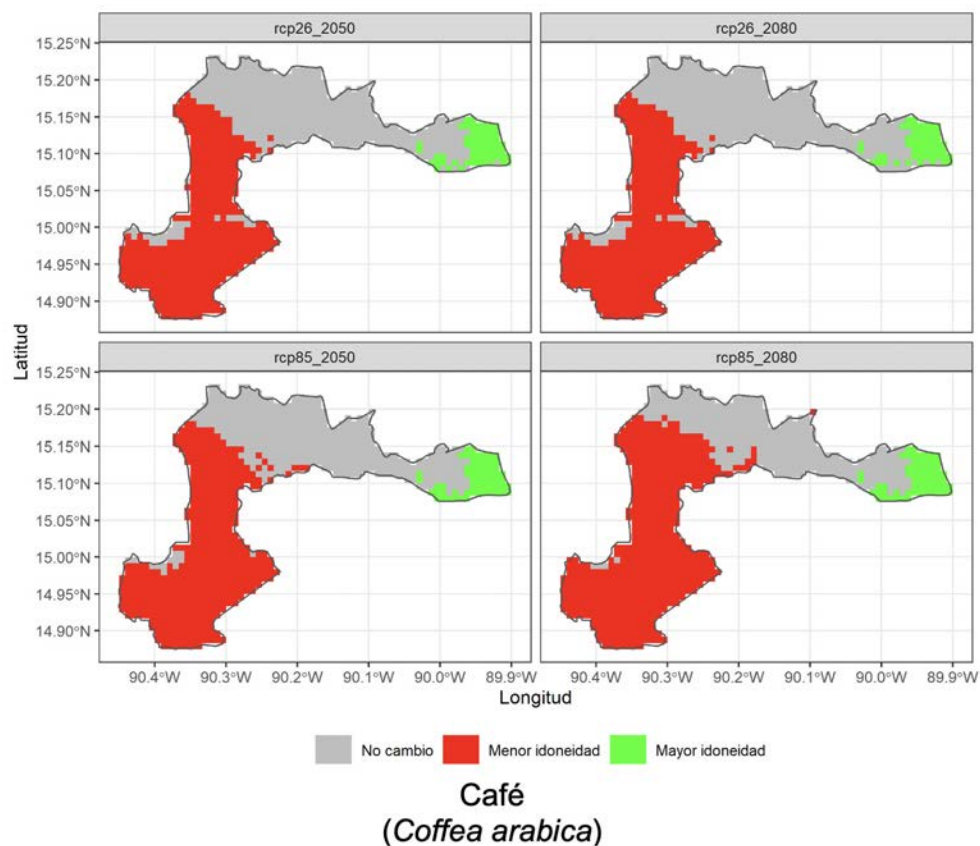 rcp26_2050 rcp26_2080
15.25°N
15.20°N
15.15°N
15.10°N
15.05°N
15.00°N
14.95°N
14.90°N
Latitud
rcp85_2050 rcp85_2080
15.25°N
15.20°N
15.15°N
15.10°N
15.05°N
15.00°N
14.95°N
14.90°N
90.4°W 90.3°W 90.2°W 90.1°W 90.0°W 89.9°W 90.4°W 90.3°W 90.2°W 90.1°W 90.0°W 89.9°W
Longitud
No cambio Menor idoneidad Mayor idoneidad
Café
(Coffea arabica)